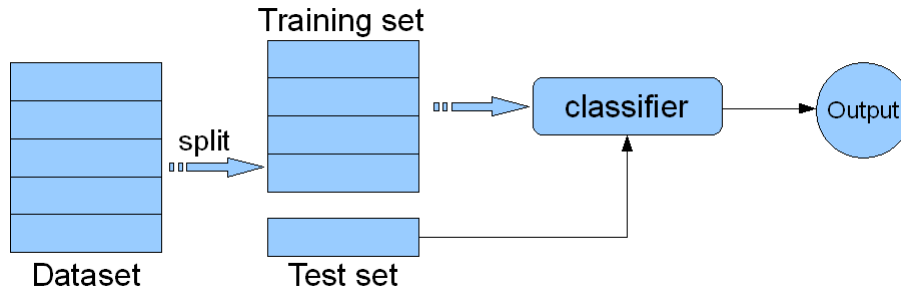 Training set
split
classifier
Output
Dataset
Test set